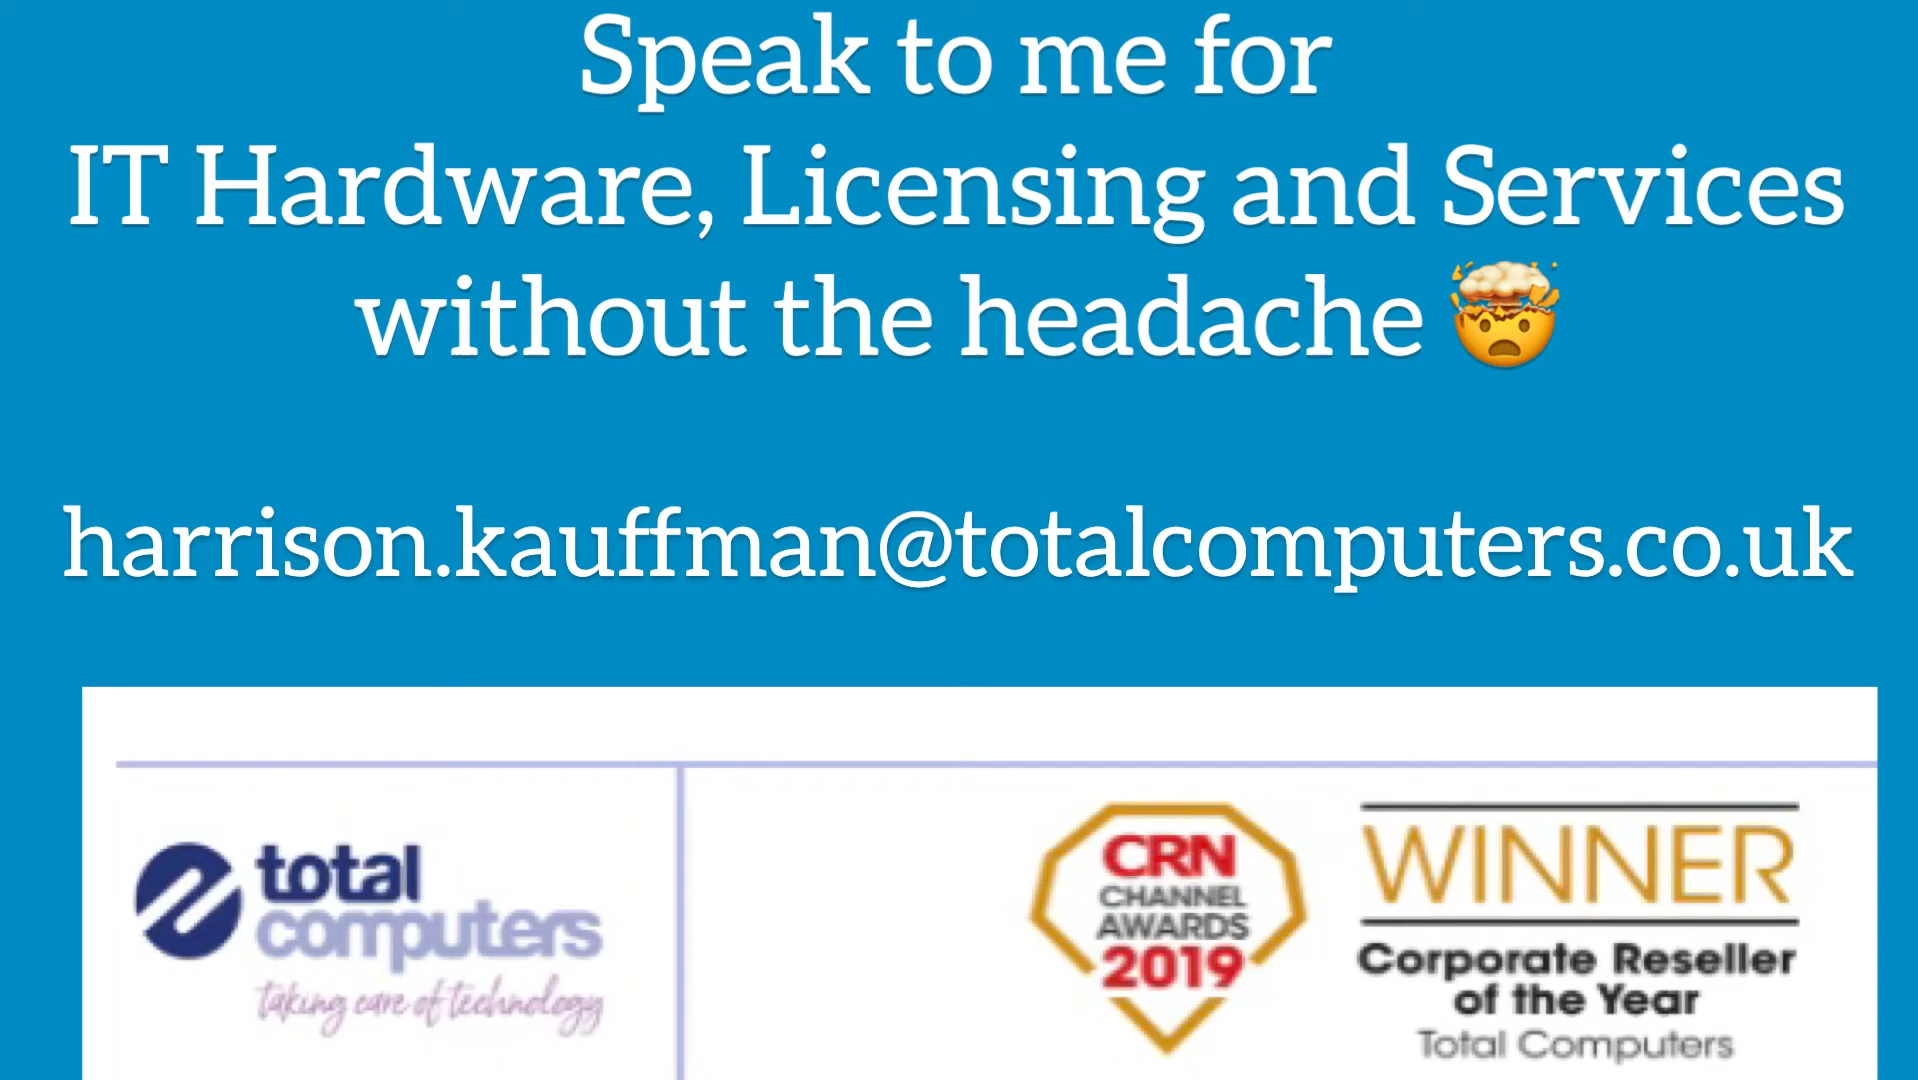 Speak to me for
IT Hardware, Licensing and Services
without the headache 🤯
harrison.kauffman@totalcomputers.co.uk
total
computers
taking care of technology
CRN
CHANNEL
AWARDS
2019
WINNER
Corporate Reseller
of the Year
Total Computers